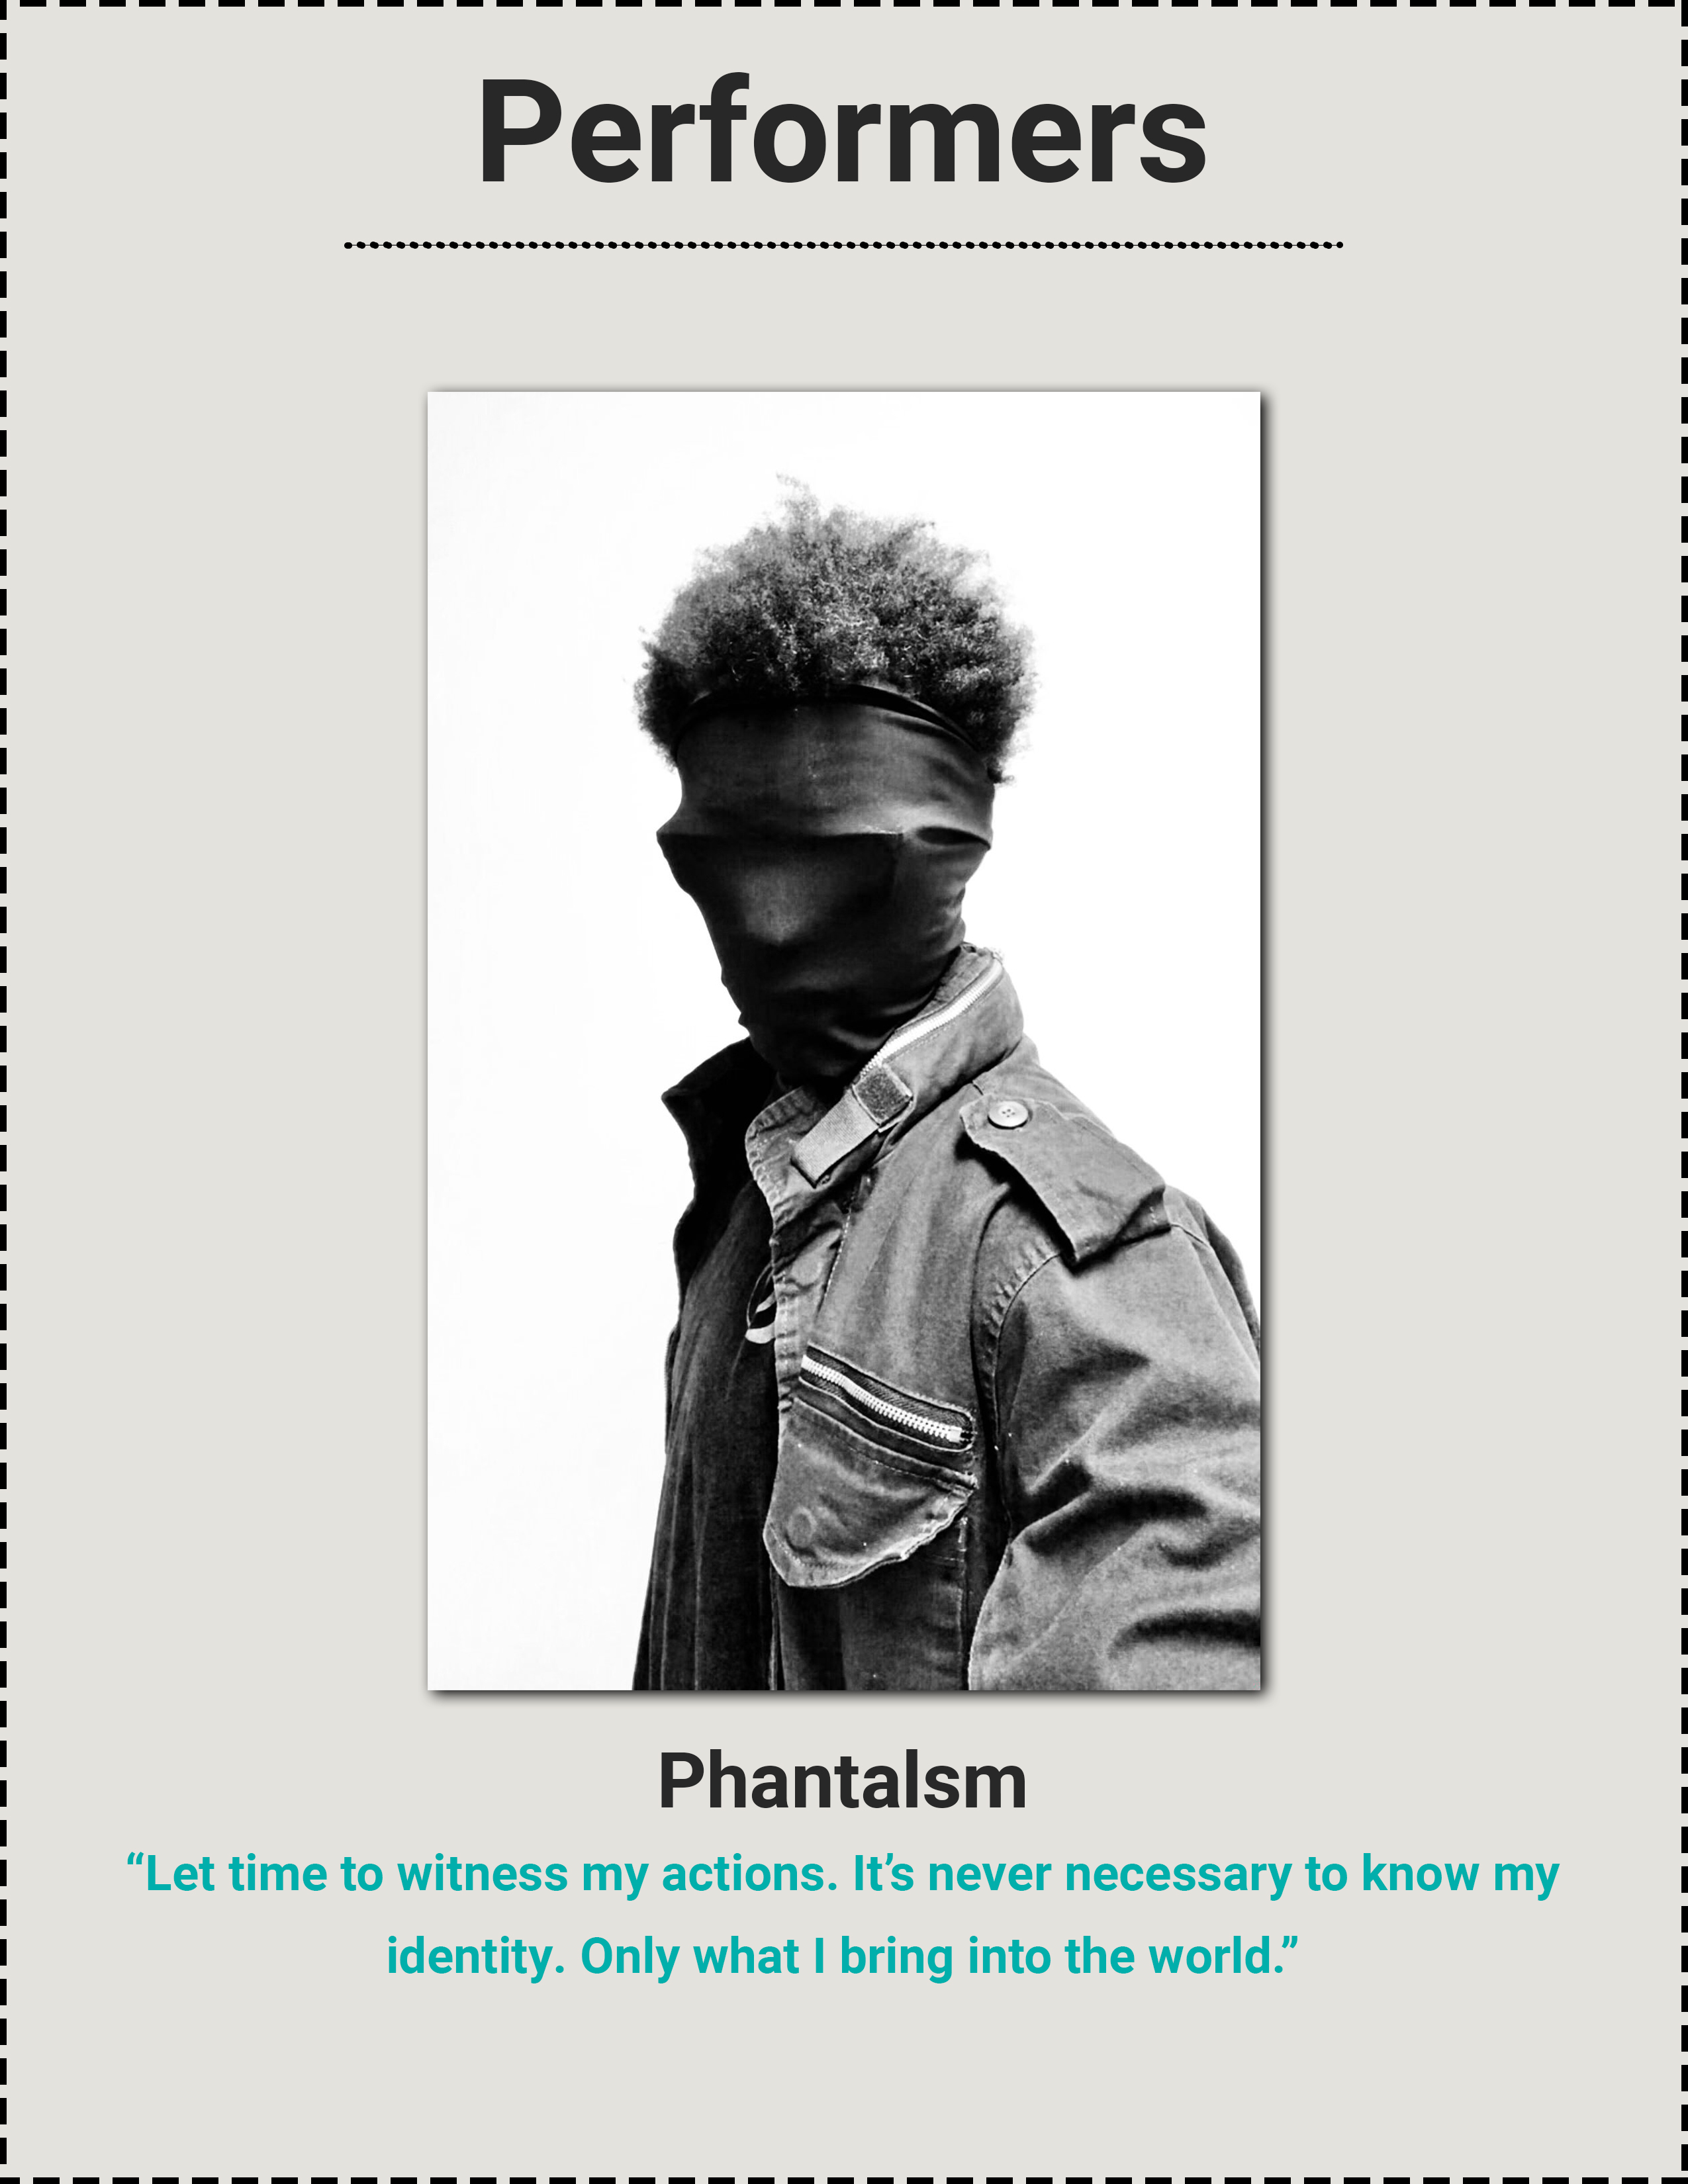 Performers
Phantalsm
“Let time to witness my actions. It’s never necessary to know my
identity. Only what I bring into the world.”